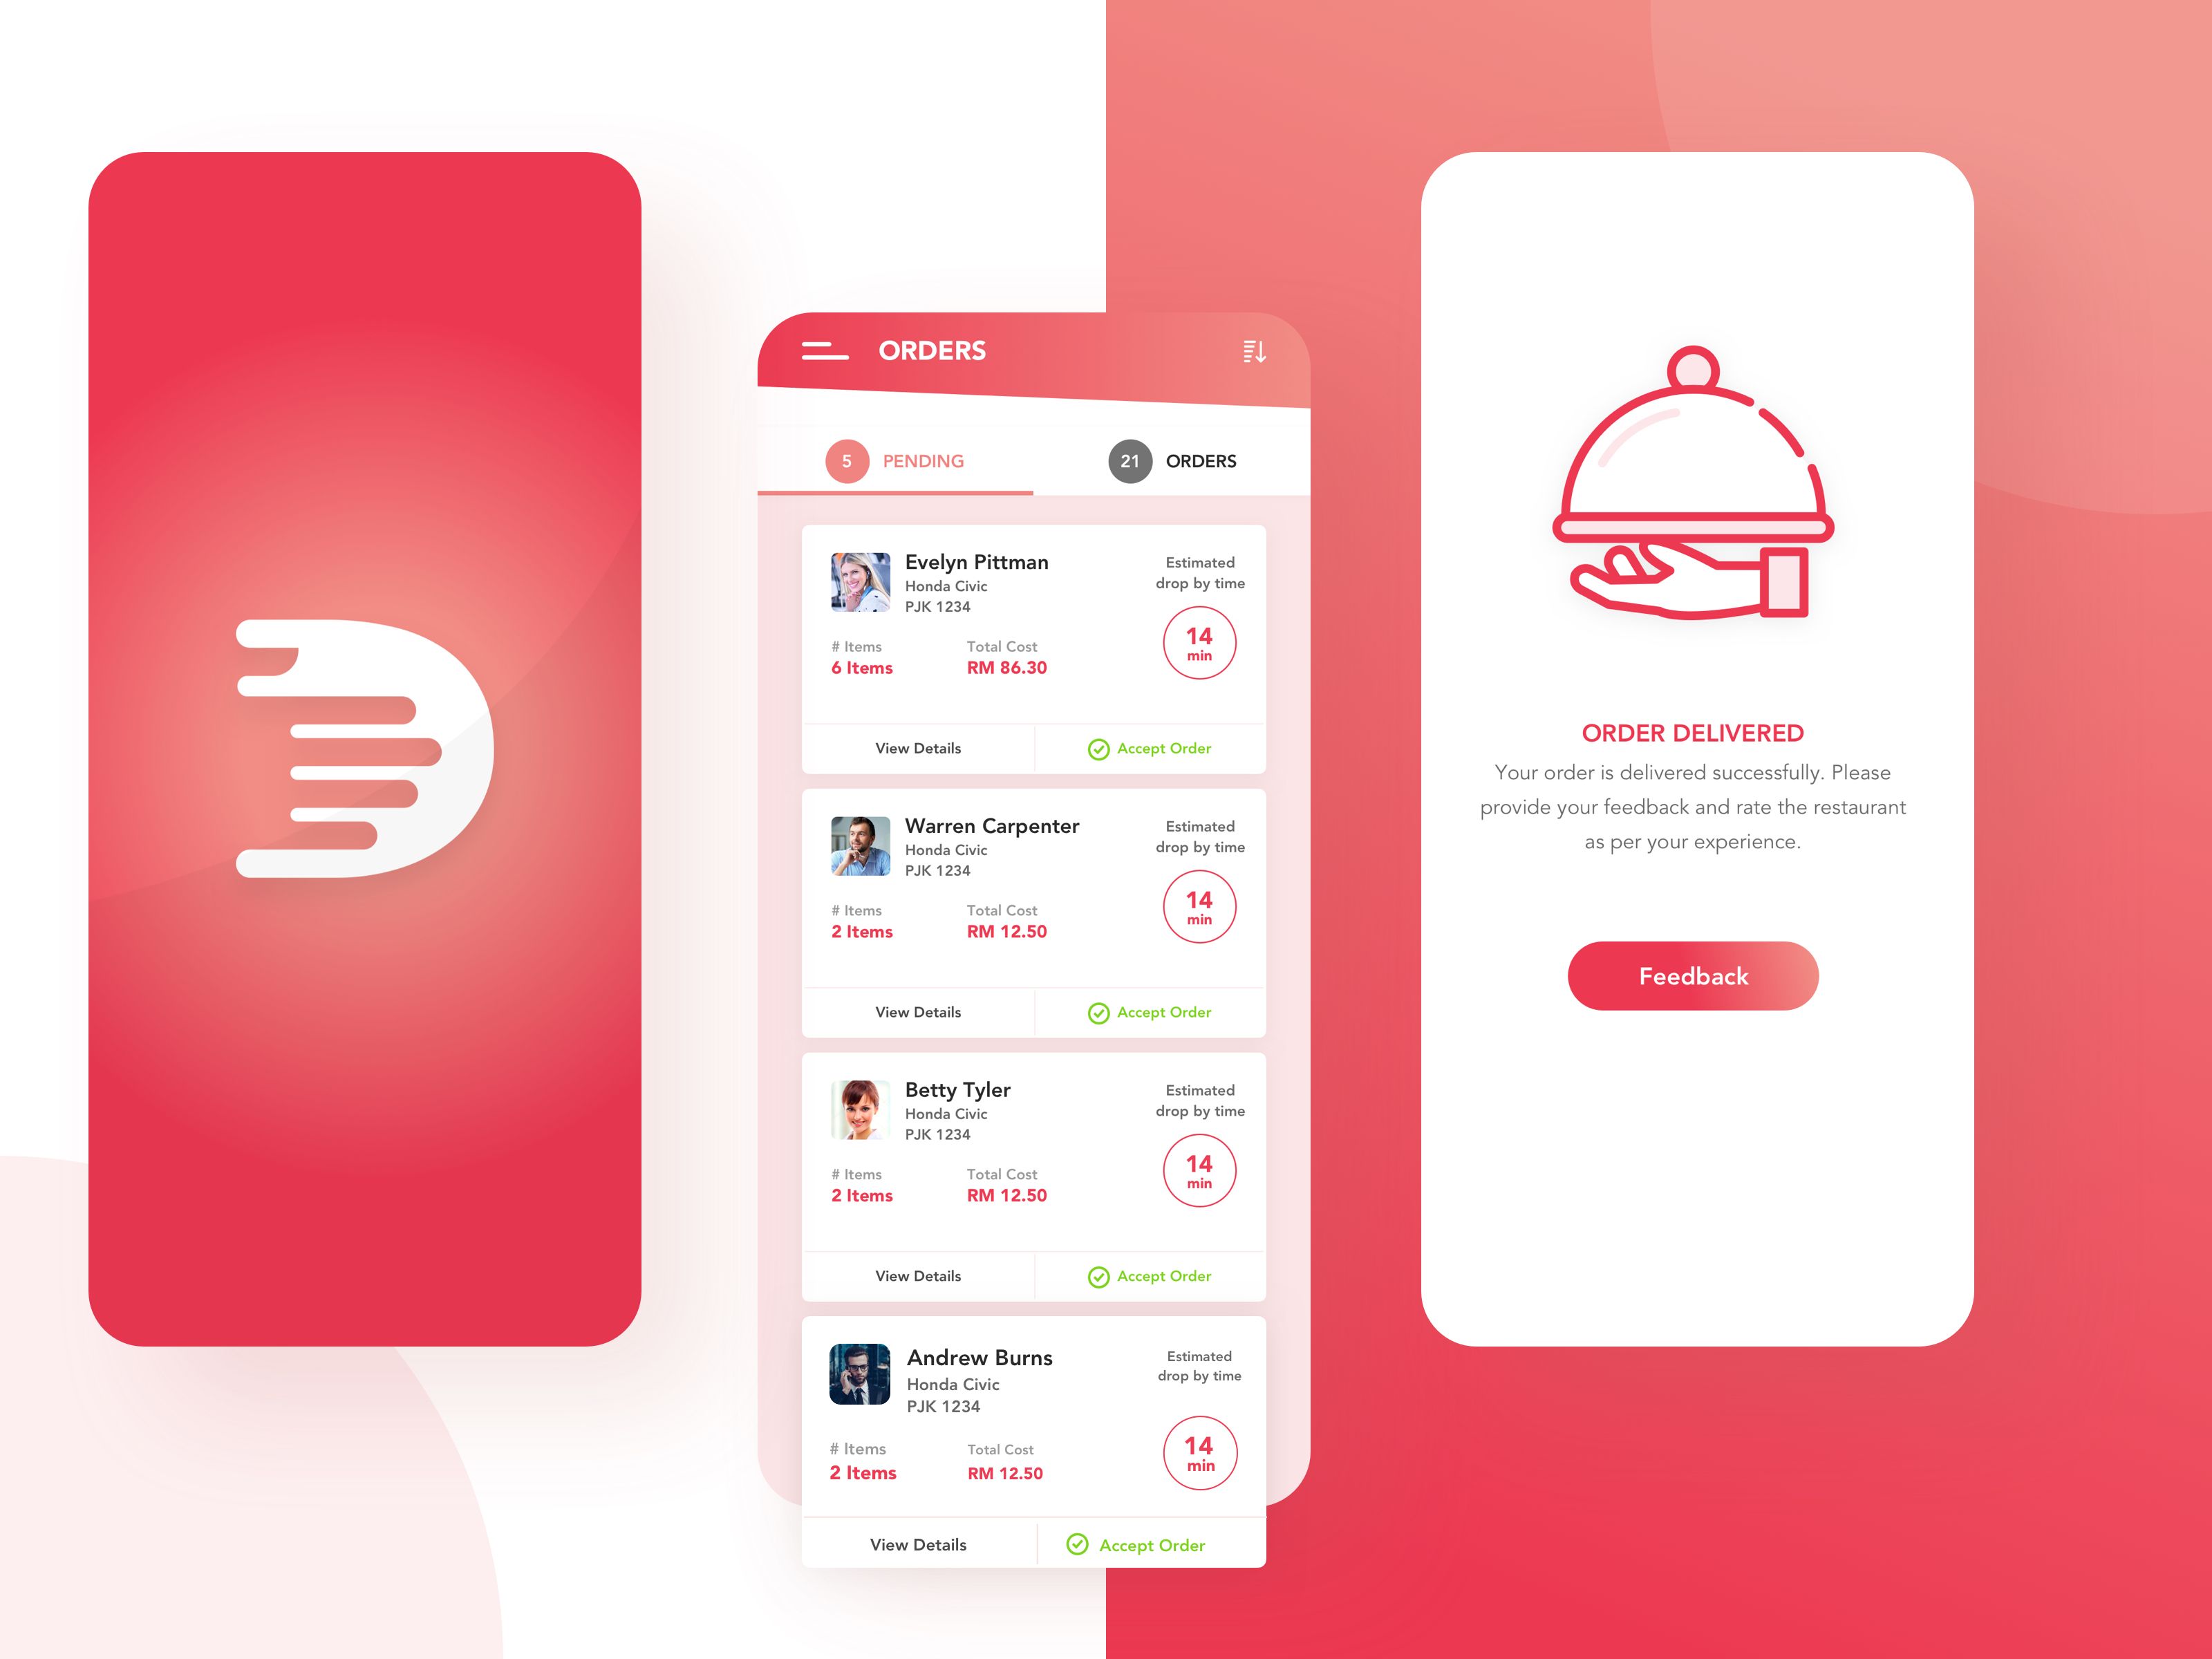 ORDERS
5 PENDING
21 ORDERS
Evelyn Pittman
Honda Civic
PJK 1234
Estimated
drop by time
14
min
# Items
6 Items
Total Cost
RM 86.30
View Details
Accept Order
Warren Carpenter
Honda Civic
PJK 1234
Estimated
drop by time
14
min
# Items
2 Items
Total Cost
RM 12.50
View Details
Accept Order
Betty Tyler
Honda Civic
PJK 1234
Estimated
drop by time
14
min
# Items
2 Items
Total Cost
RM 12.50
View Details
Accept Order
Andrew Burns
Honda Civic
PJK 1234
Estimated
drop by time
14
min
# Items
2 Items
Total Cost
RM 12.50
View Details
Accept Order
ORDER DELIVERED
Your order is delivered successfully. Please
provide your feedback and rate the restaurant
as per your experience.
Feedback